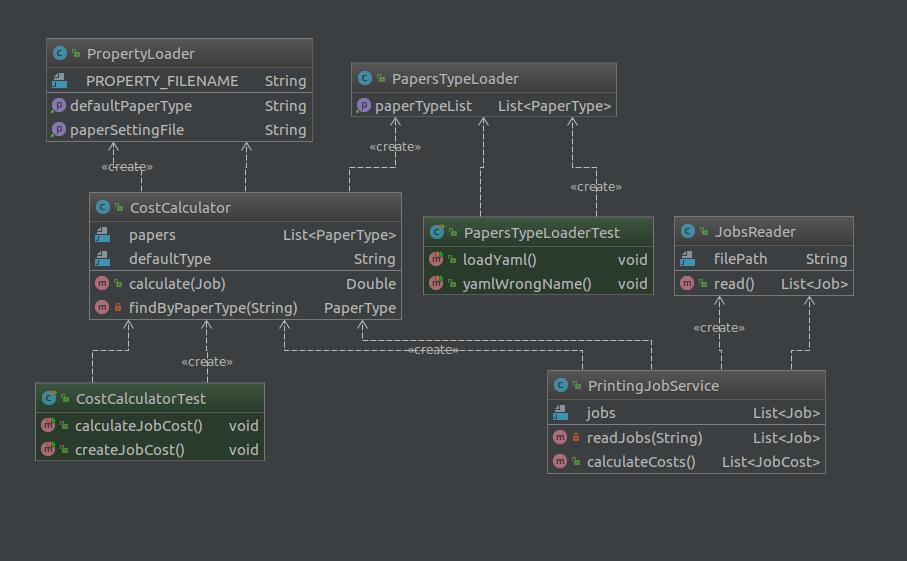 PropertyLoader
PROPERTY_FILENAME String
defaultPaperType String
paperSettingFile String
PapersTypeLoader
paperTypeList List<PaperType>
«create»
«create»
«create»
CostCalculator
papers List<PaperType>
defaultType String
calculate(Job) Double
findByPaperType(String) PaperType
PapersTypeLoaderTest
loadYaml() void
yamlWrongName() void
JobsReader
filePath String
read() List<Job>
«create»
«create»
«create»
CostCalculatorTest
calculateJobCost() void
createJobCost() void
PrintingJobService
jobs List<Job>
readJobs(String) List<Job>
calculateCosts() List<JobCost>